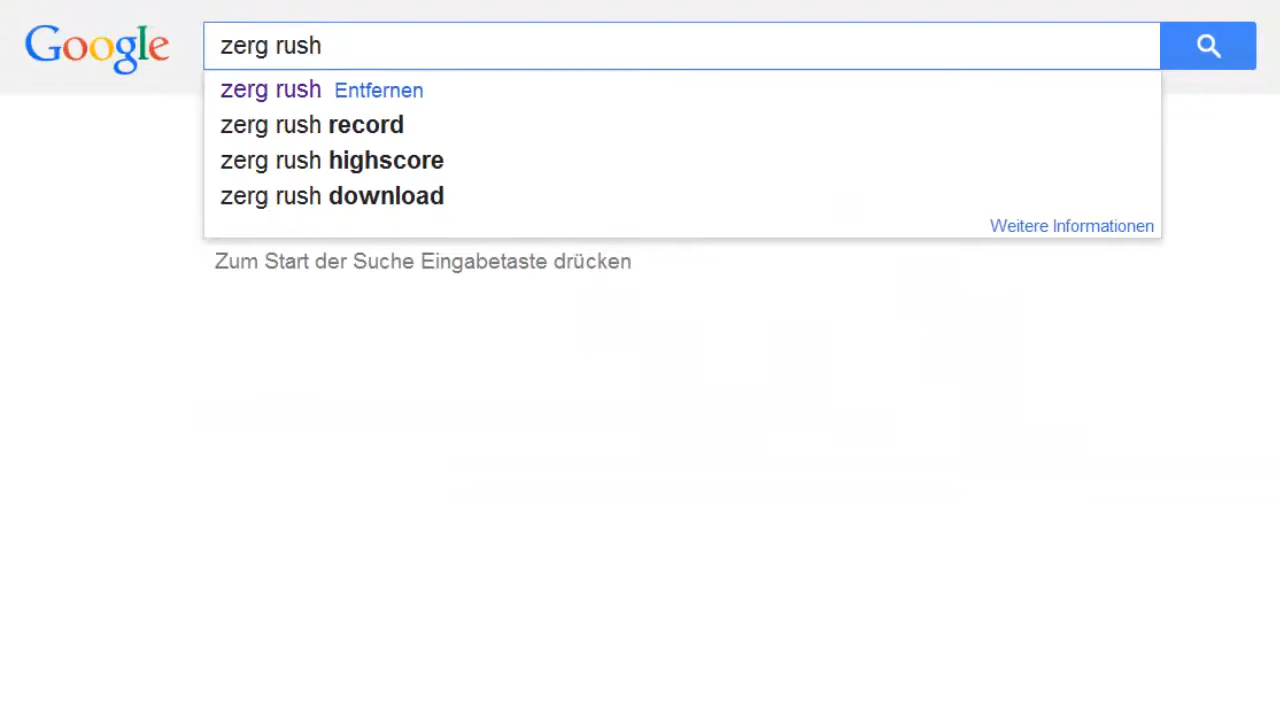 Google
zerg rush
zerg rush Entfernen
zerg rush record
zerg rush highscore
zerg rush download
Weitere Informationen
Zum Start der Suche Eingabetaste drücken